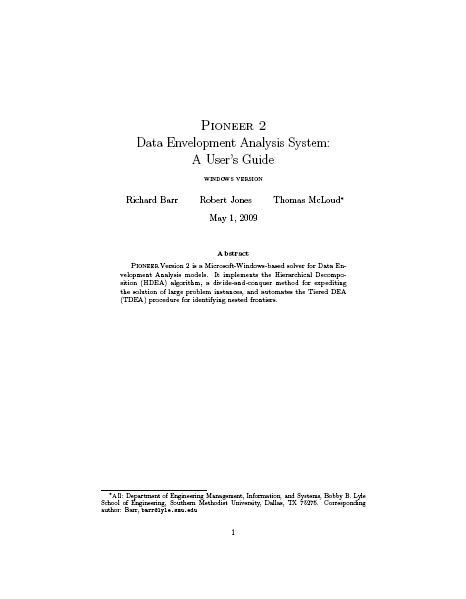 PIONEER 2
Data Envelopment Analysis System:
A User's Guide
WINDOWS VERSION
Richard Barr Robert Jones Thomas McLoud*
May 1, 2009
Abstract
PIONEER Version 2 is a Microsoft-Windows-based solver for Data En-
velopment Analysis models. It implements the Hierarchical Decompo-
sition (HDEA) algorithm, a divide-and-conquer method for expediting
the solution of large problem instances, and automates the Tiered DEA
(TDEA) procedure for identifying nested frontiers.
*All: Department of Engineering Management, Information, and Systems, Bobby B. Lyle
School of Engineering, Southern Methodist University, Dallas, TX 75275. Corresponding
author: Barr, barr@lyle.smu.edu
1